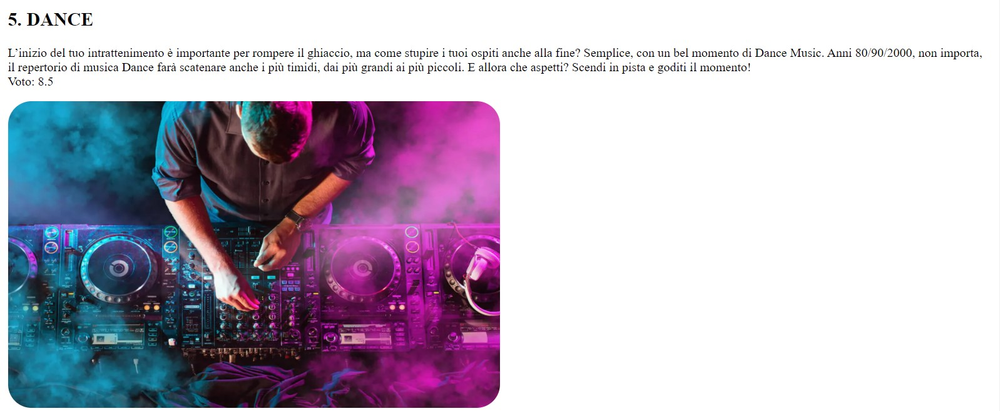 5. DANCE
L’inizio del tuo intrattenimento è importante per rompere il ghiaccio, ma come stupire i tuoi ospiti anche alla fine? Semplice, con un bel momento di Dance Music. Anni 80/90/2000, non importa,
il repertorio di musica Dance farà scatenare anche i più timidi, dai più grandi ai più piccoli. E allora che aspetti? Scendi in pista e goditi il momento!
Voto: 8.5